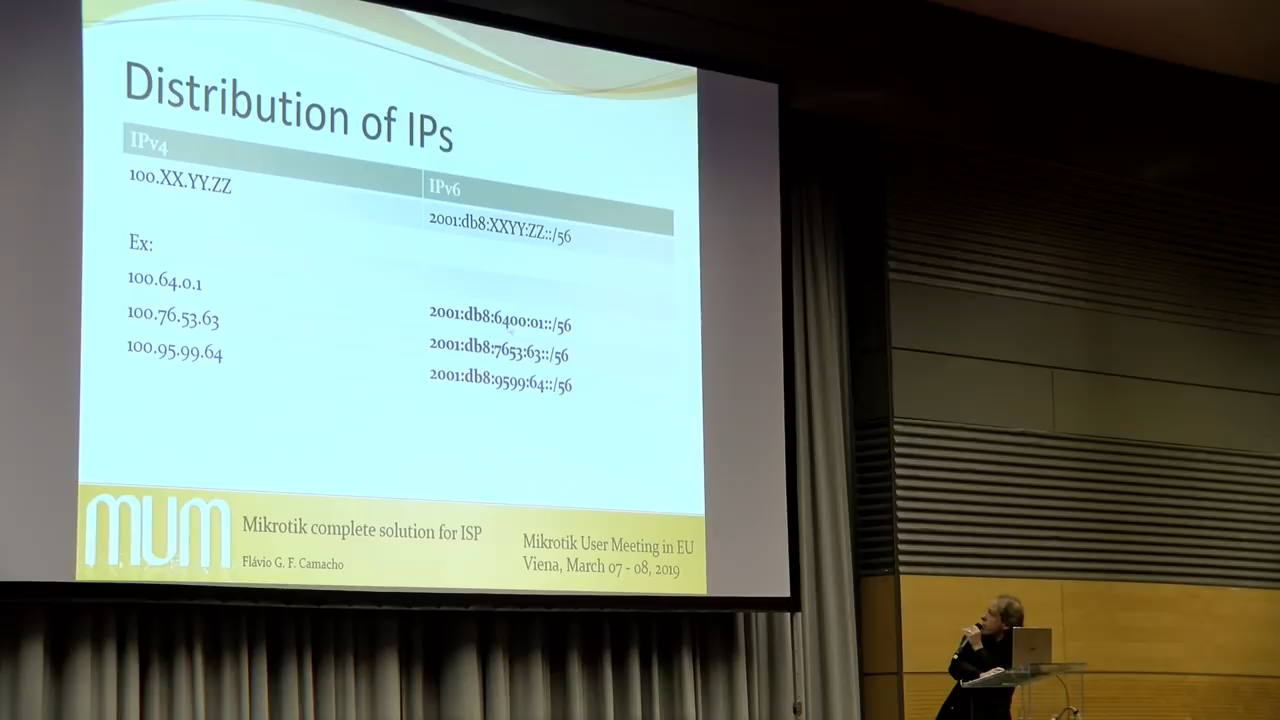 Distribution of IPs
IPv4
IPv6
100.XX.YY.ZZ
2001:db8:XXYY:ZZ::/56
Ex:
100.64.0.1
2001:db8:6400:01::/56
100.76.53.63
2001:db8:7653:63::/56
100.95.99.64
2001:db8:9599:64::/56
MUM
Mikrotik complete solution for ISP
Flávio G. F. Camacho
Mikrotik User Meeting in EU
Viena, March 07 - 08, 2019